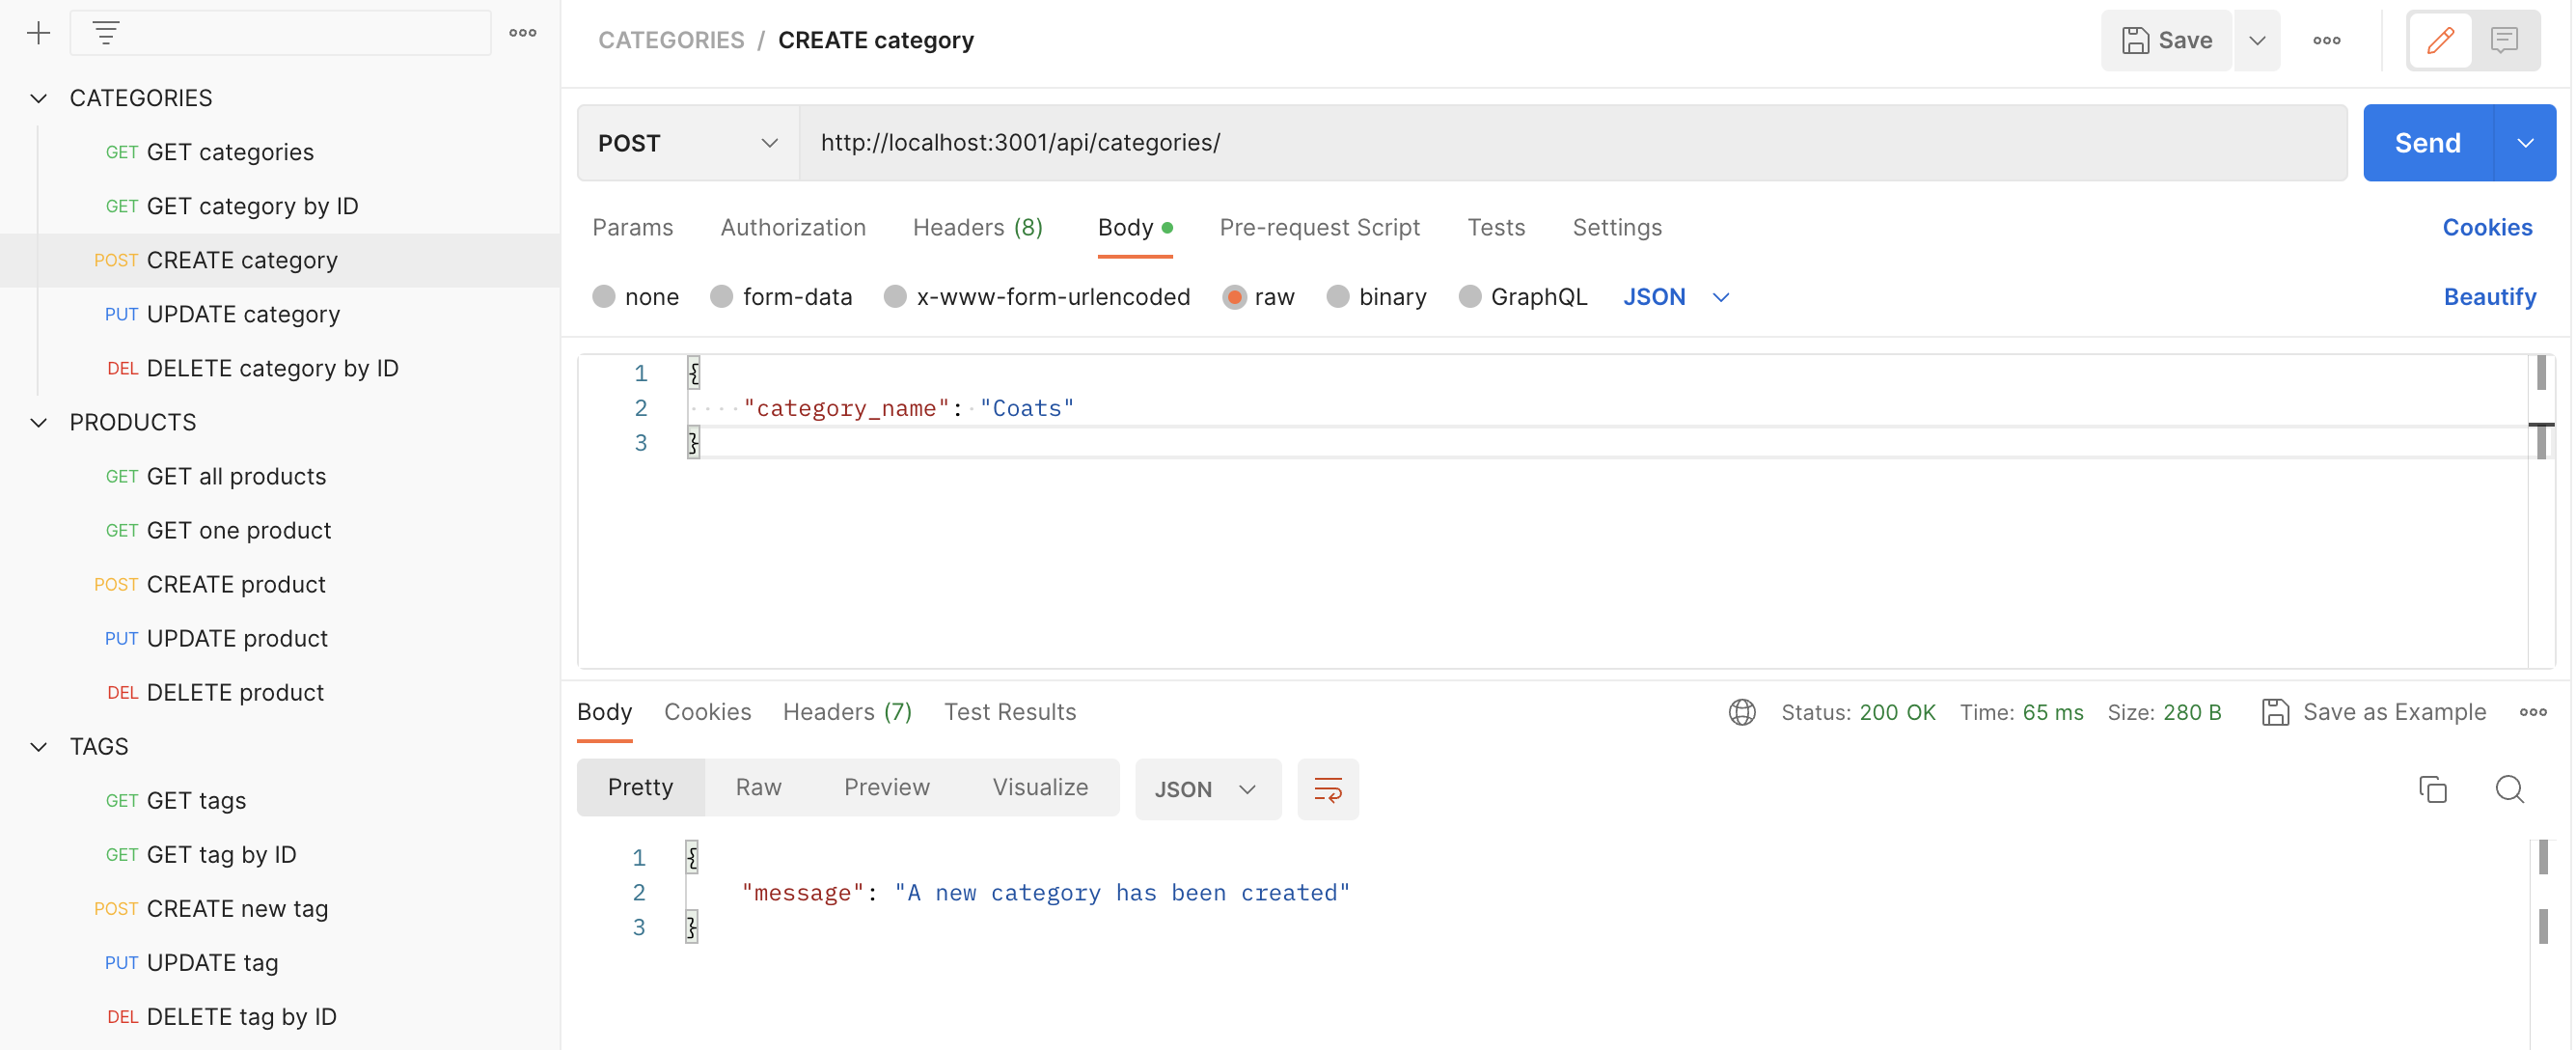 CATEGORIES
GET GET categories
GET GET category by ID
POST CREATE category
PUT UPDATE category
DEL DELETE category by ID
PRODUCTS
GET GET all products
GET GET one product
POST CREATE product
PUT UPDATE product
DEL DELETE product
TAGS
GET GET tags
GET GET tag by ID
POST CREATE new tag
PUT UPDATE tag
DEL DELETE tag by ID
CATEGORIES / CREATE category
Save
POST http://localhost:3001/api/categories/ Send
Params Authorization Headers (8) Body Pre-request Script Tests Settings Cookies
none form-data x-www-form-urlencoded raw binary GraphQL JSON Beautify
1 {
2 "category_name": "Coats"
3 }
Body Cookies Headers (7) Test Results Status: 200 OK Time: 65 ms Size: 280 B Save as Example
Pretty Raw Preview Visualize JSON
1 {
2 "message": "A new category has been created"
3 }